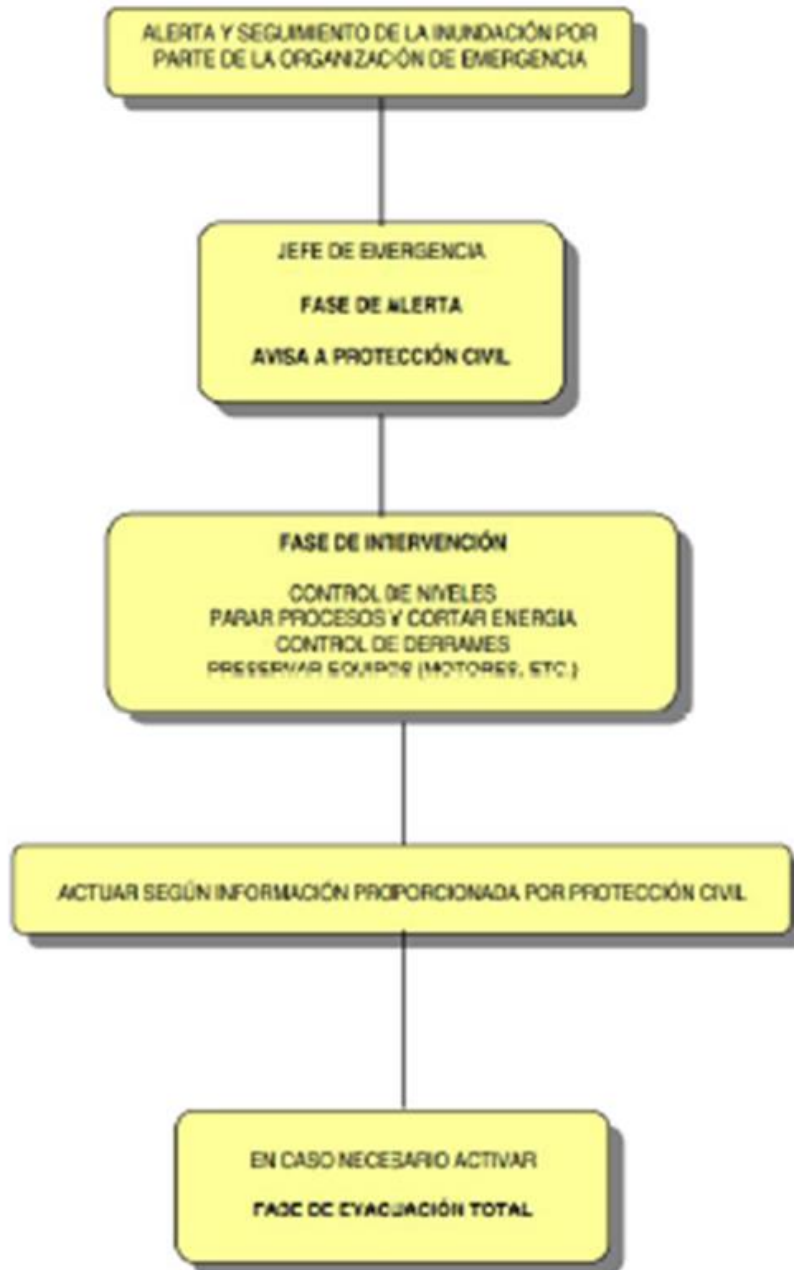 ALERTA Y SEGUIMIENTO DE LA INUNDACIÓN POR
PARTE DE LA ORGANIZACIÓN DE EMERGENCIA
JEFE DE EMERGENCIA
FASE DE ALERTA
AVISA A PROTECCIÓN CIVIL
FASE DE INTERVENCIÓN
CONTROL DE NIVELES
PARAR PROCESOS Y CORTAR ENERGIA
CONTROL DE DERRAMES
PRESERVAR EQUIPOS (MOTORES, ETC.)
ACTUAR SEGÚN INFORMACIÓN PROPORCIONADA POR PROTECCIÓN CIVIL
EN CASO NECESARIO ACTIVAR
FASE DE EVACUACIÓN TOTAL